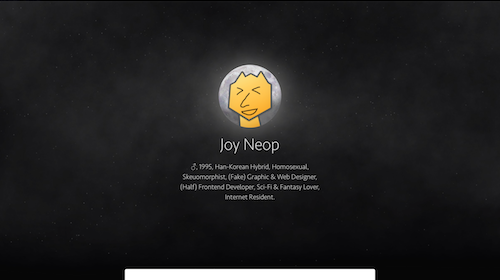 Joy Neop
♂, 1995, Han-Korean Hybrid, Homosexual,
Skeuomorphist, (Fake) Graphic & Web Designer,
(Half) Frontend Developer, Sci-Fi & Fantasy Lover,
Internet Resident.